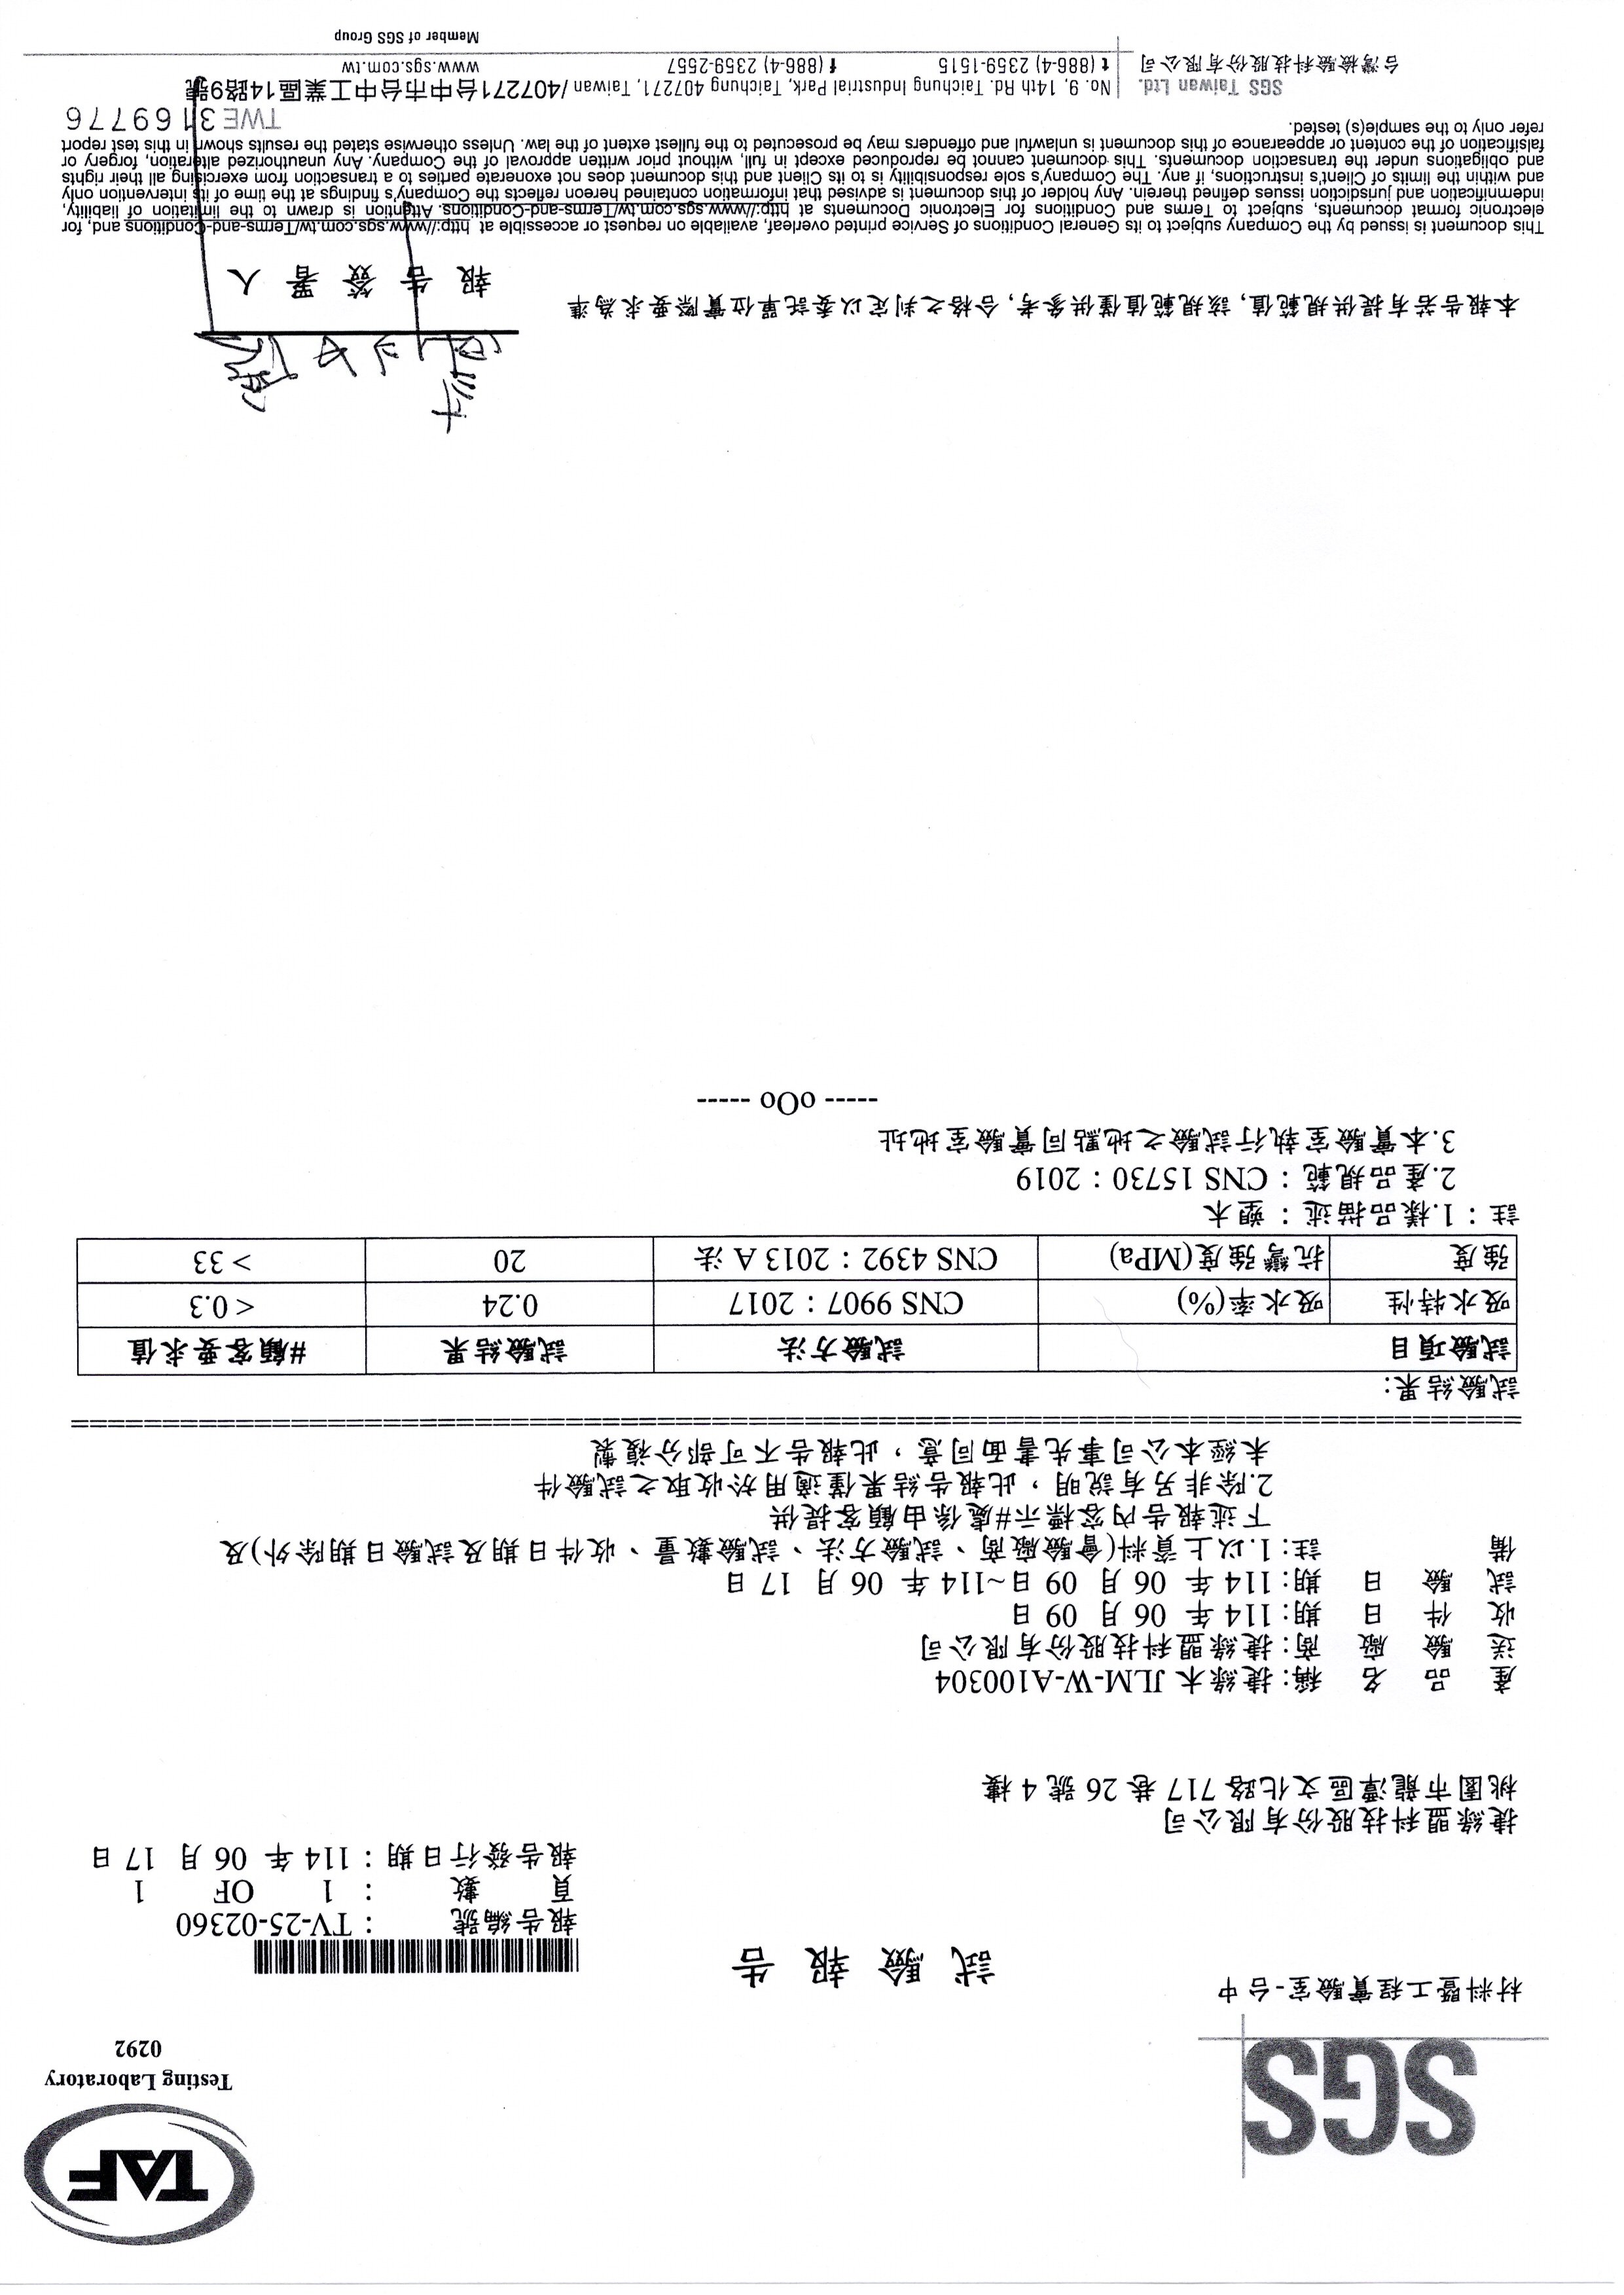 TAF
Testing Laboratory
0292
SGS
材料暨工程實驗室-台中
試驗報告
報告編號：TV-25-02360
頁數：1 OF 1
報告發行日期：114 年 06 月 17 日
捷綠盟科技股份有限公司
桃園市龍潭區文化路 717 巷 26 號 4 樓
產品名稱: 捷綠木 JLM-W-A100304
送驗廠商: 捷綠盟科技股份有限公司
收件日期: 114 年 06 月 09 日
試驗日期: 114 年 06 月 09 日~114 年 06 月 17 日
備註: 1.以上資料(會驗廠商、試驗方法、試驗數量、收件日期及試驗日期除外)及
下述報告內容標示#處係由顧客提供
2.除非另有說明，此報告結果僅適用於收取之試驗件
未經本公司事先書面同意，此報告不可部分複製
試驗結果:
試驗項目 試驗方法 試驗結果 #顧客要求值
吸水特性 吸水率(%) CNS 9907：2017 0.24 < 0.3
強度 抗彎強度(MPa) CNS 4392：2013 A 法 20 > 33
註：1.樣品描述：塑木
2.產品規範：CNS 15730：2019
3.本實驗室執行試驗之地點同實驗室地址
----- oOo -----
本報告若有提供規範值, 該規範值僅供參考, 合格之判定以委託單位實際要求為準
報告簽署人
This document is issued by the Company subject to its General Conditions of Service printed overleaf, available on request or accessible at http://www.sgs.com.tw/Terms-and-Conditions and, for
electronic format documents, subject to Terms and Conditions for Electronic Documents at http://www.sgs.com.tw/Terms-and-Conditions. Attention is drawn to the limitation of liability,
indemnification and jurisdiction issues defined therein. Any holder of this document is advised that information contained hereon reflects the Company's findings at the time of its intervention only
and within the limits of Client's instructions, if any. The Company's sole responsibility is to its Client and this document does not exonerate parties to a transaction from exercising all their rights
and obligations under the transaction documents. This document cannot be reproduced except in full, without prior written approval of the Company. Any unauthorized alteration, forgery or
falsification of the content or appearance of this document is unlawful and offenders may be prosecuted to the fullest extent of the law. Unless otherwise stated the results shown in this test report
refer only to the sample(s) tested.
TWE 3169776
SGS Taiwan Ltd. No. 9, 14th Rd. Taichung Industrial Park, Taichung 407271, Taiwan /407271台中市台中工業區14路9號
台灣檢驗科技股份有限公司 t (886-4) 2359-1515 f (886-4) 2359-2557 www.sgs.com.tw
Member of SGS Group